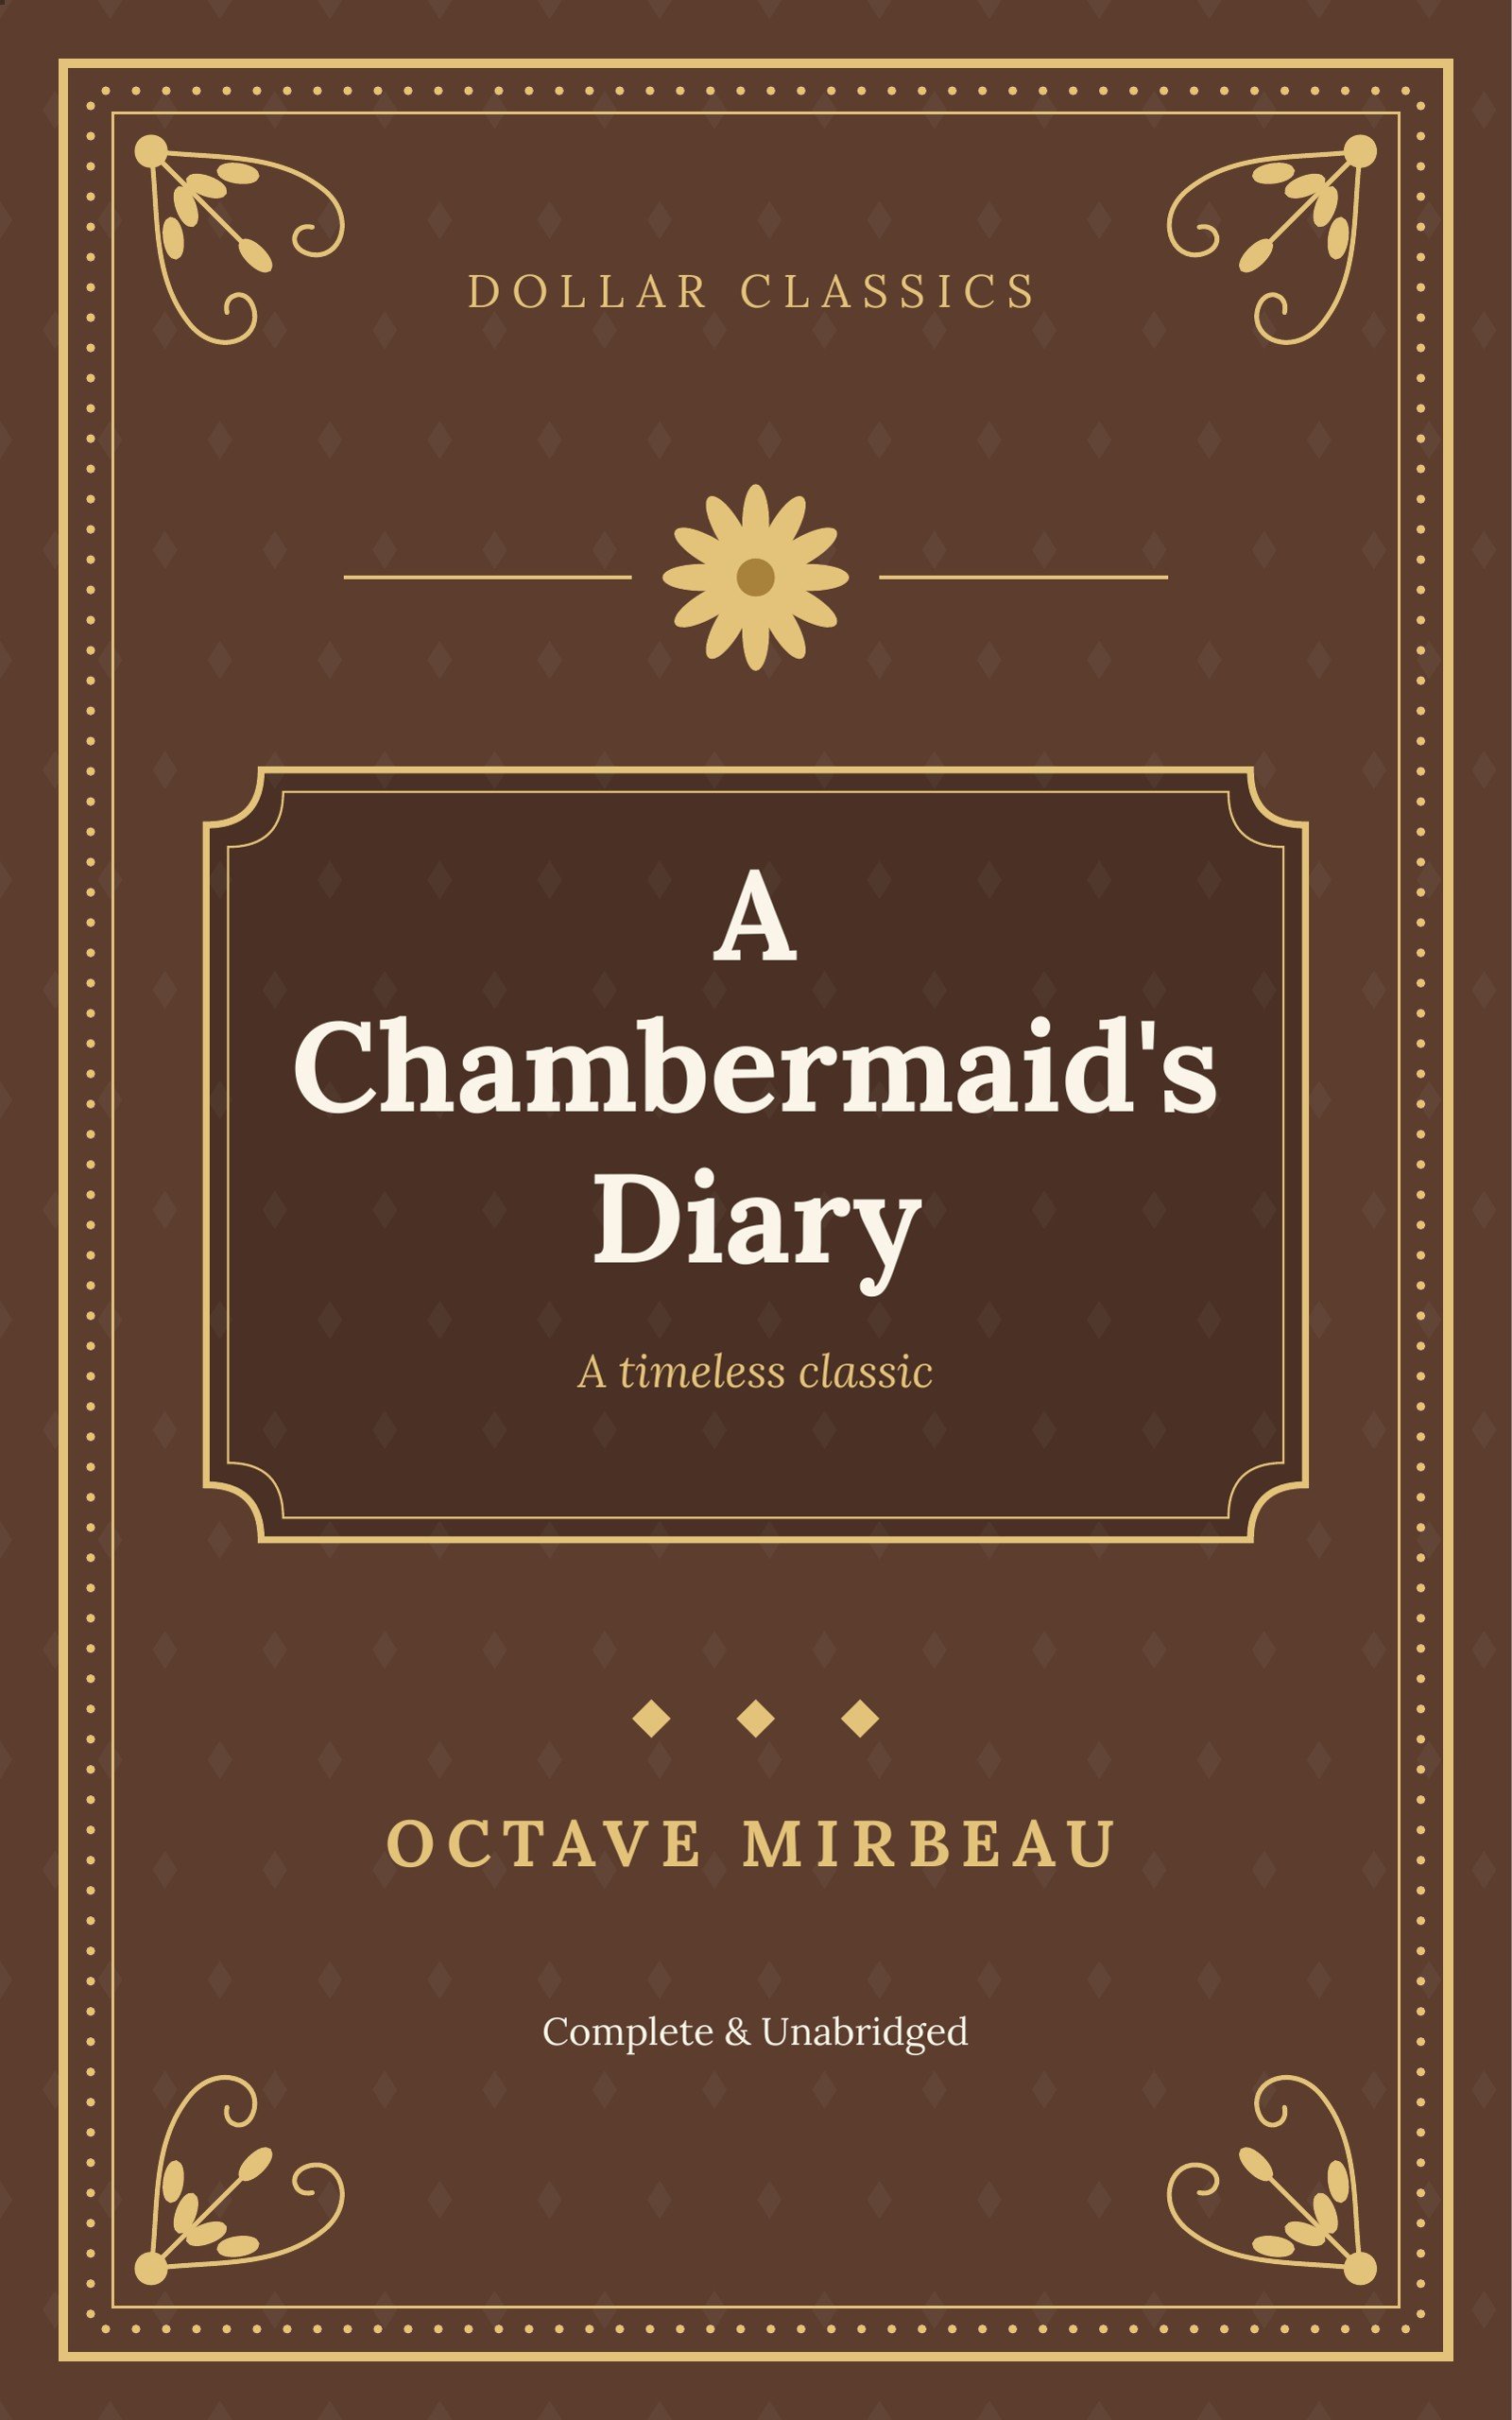 DOLLAR CLASSICS
A
Chambermaid's
Diary
A timeless classic
OCTAVE MIRBEAU
Complete & Unabridged